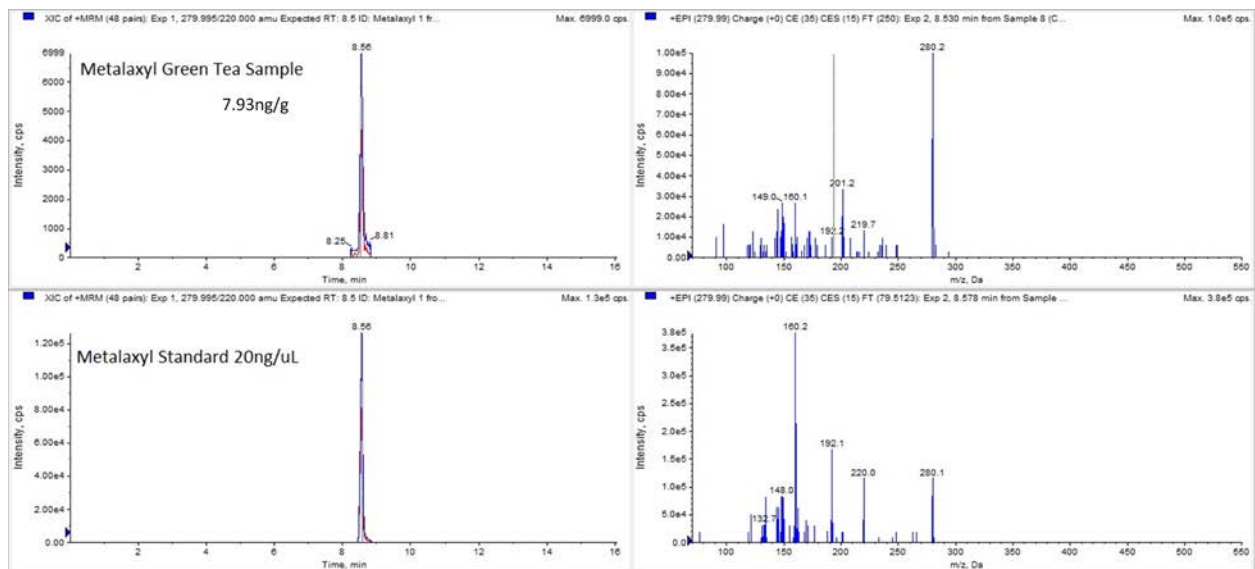 XIC of +MRM (48 pairs): Exp 1, 279.995/220.000 amu Expected RT: 8.5 ID: Metalaxyl 1 fro... Max. 6999.0 cps.
8.56
6999
6000
5000
4000
3000
2000
1000
0
Intensity, cps
Metalaxyl Green Tea Sample
7.93ng/g
8.25
8.81
2 4 6 8 10 12 14 16
Time, min
+EPI (279.99) Charge (+0) CE (35) CES (15) FT (250): Exp 2, 8.530 min from Sample 8 (C... Max. 1.0e5 cps.
280.2
1.00e5
9.00e4
8.00e4
7.00e4
6.00e4
5.00e4
4.00e4
3.00e4
2.00e4
1.00e4
0.00
Intensity, cps
149.0
160.1
201.2
192.2
219.7
100 150 200 250 300 350 400 450 500 550
m/z, Da
XIC of +MRM (48 pairs): Exp 1, 279.995/220.000 amu Expected RT: 8.5 ID: Metalaxyl 1 fro... Max. 1.3e5 cps.
8.56
1.20e5
1.00e5
8.00e4
6.00e4
4.00e4
2.00e4
0.00
Intensity, cps
Metalaxyl Standard 20ng/uL
2 4 6 8 10 12 14 16
Time, min
+EPI (279.99) Charge (+0) CE (35) CES (15) FT (79.5123): Exp 2, 8.578 min from Sample ... Max. 3.8e5 cps.
160.2
3.8e5
3.5e5
3.0e5
2.5e5
2.0e5
1.5e5
1.0e5
5.0e4
0.0
Intensity, cps
192.1
220.0
280.1
148.0
132.7
100 150 200 250 300 350 400 450 500 550
m/z, Da